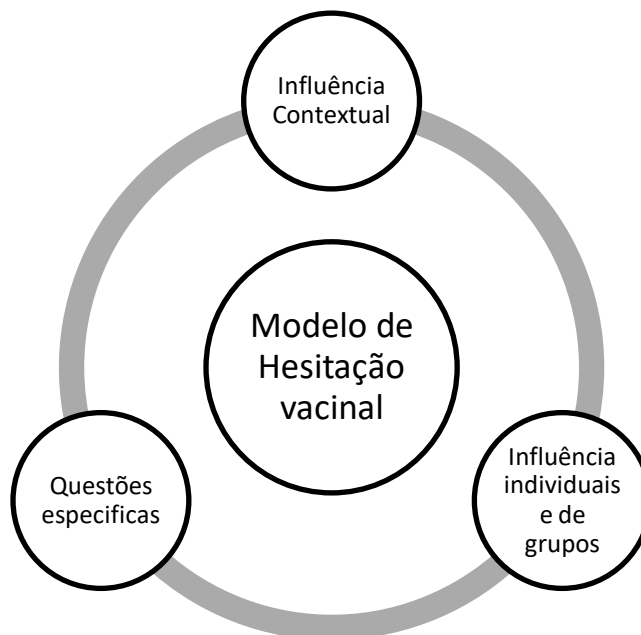 Influência
Contextual
Modelo de
Hesitação
vacinal
Questões
especificas
Influência
individuais
e de
grupos